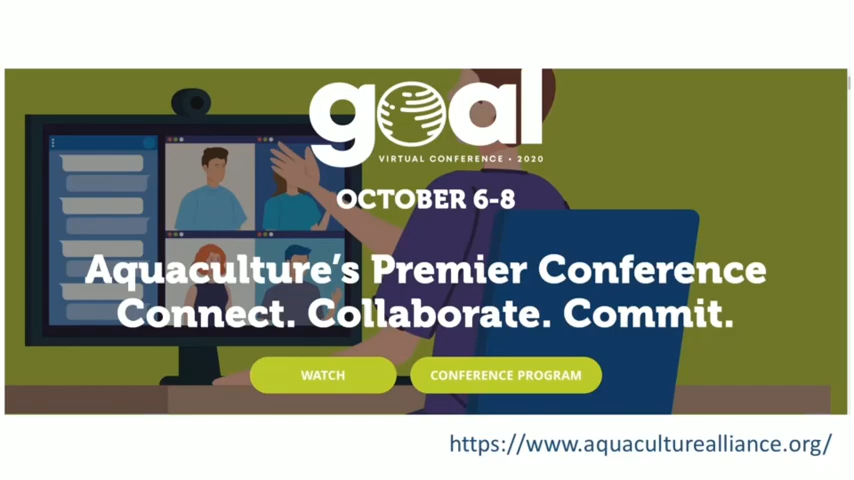 goal
VIRTUAL CONFERENCE • 2020
OCTOBER 6-8
Aquaculture's Premier Conference
Connect. Collaborate. Commit.
WATCH
CONFERENCE PROGRAM
https://www.aquaculturealliance.org/